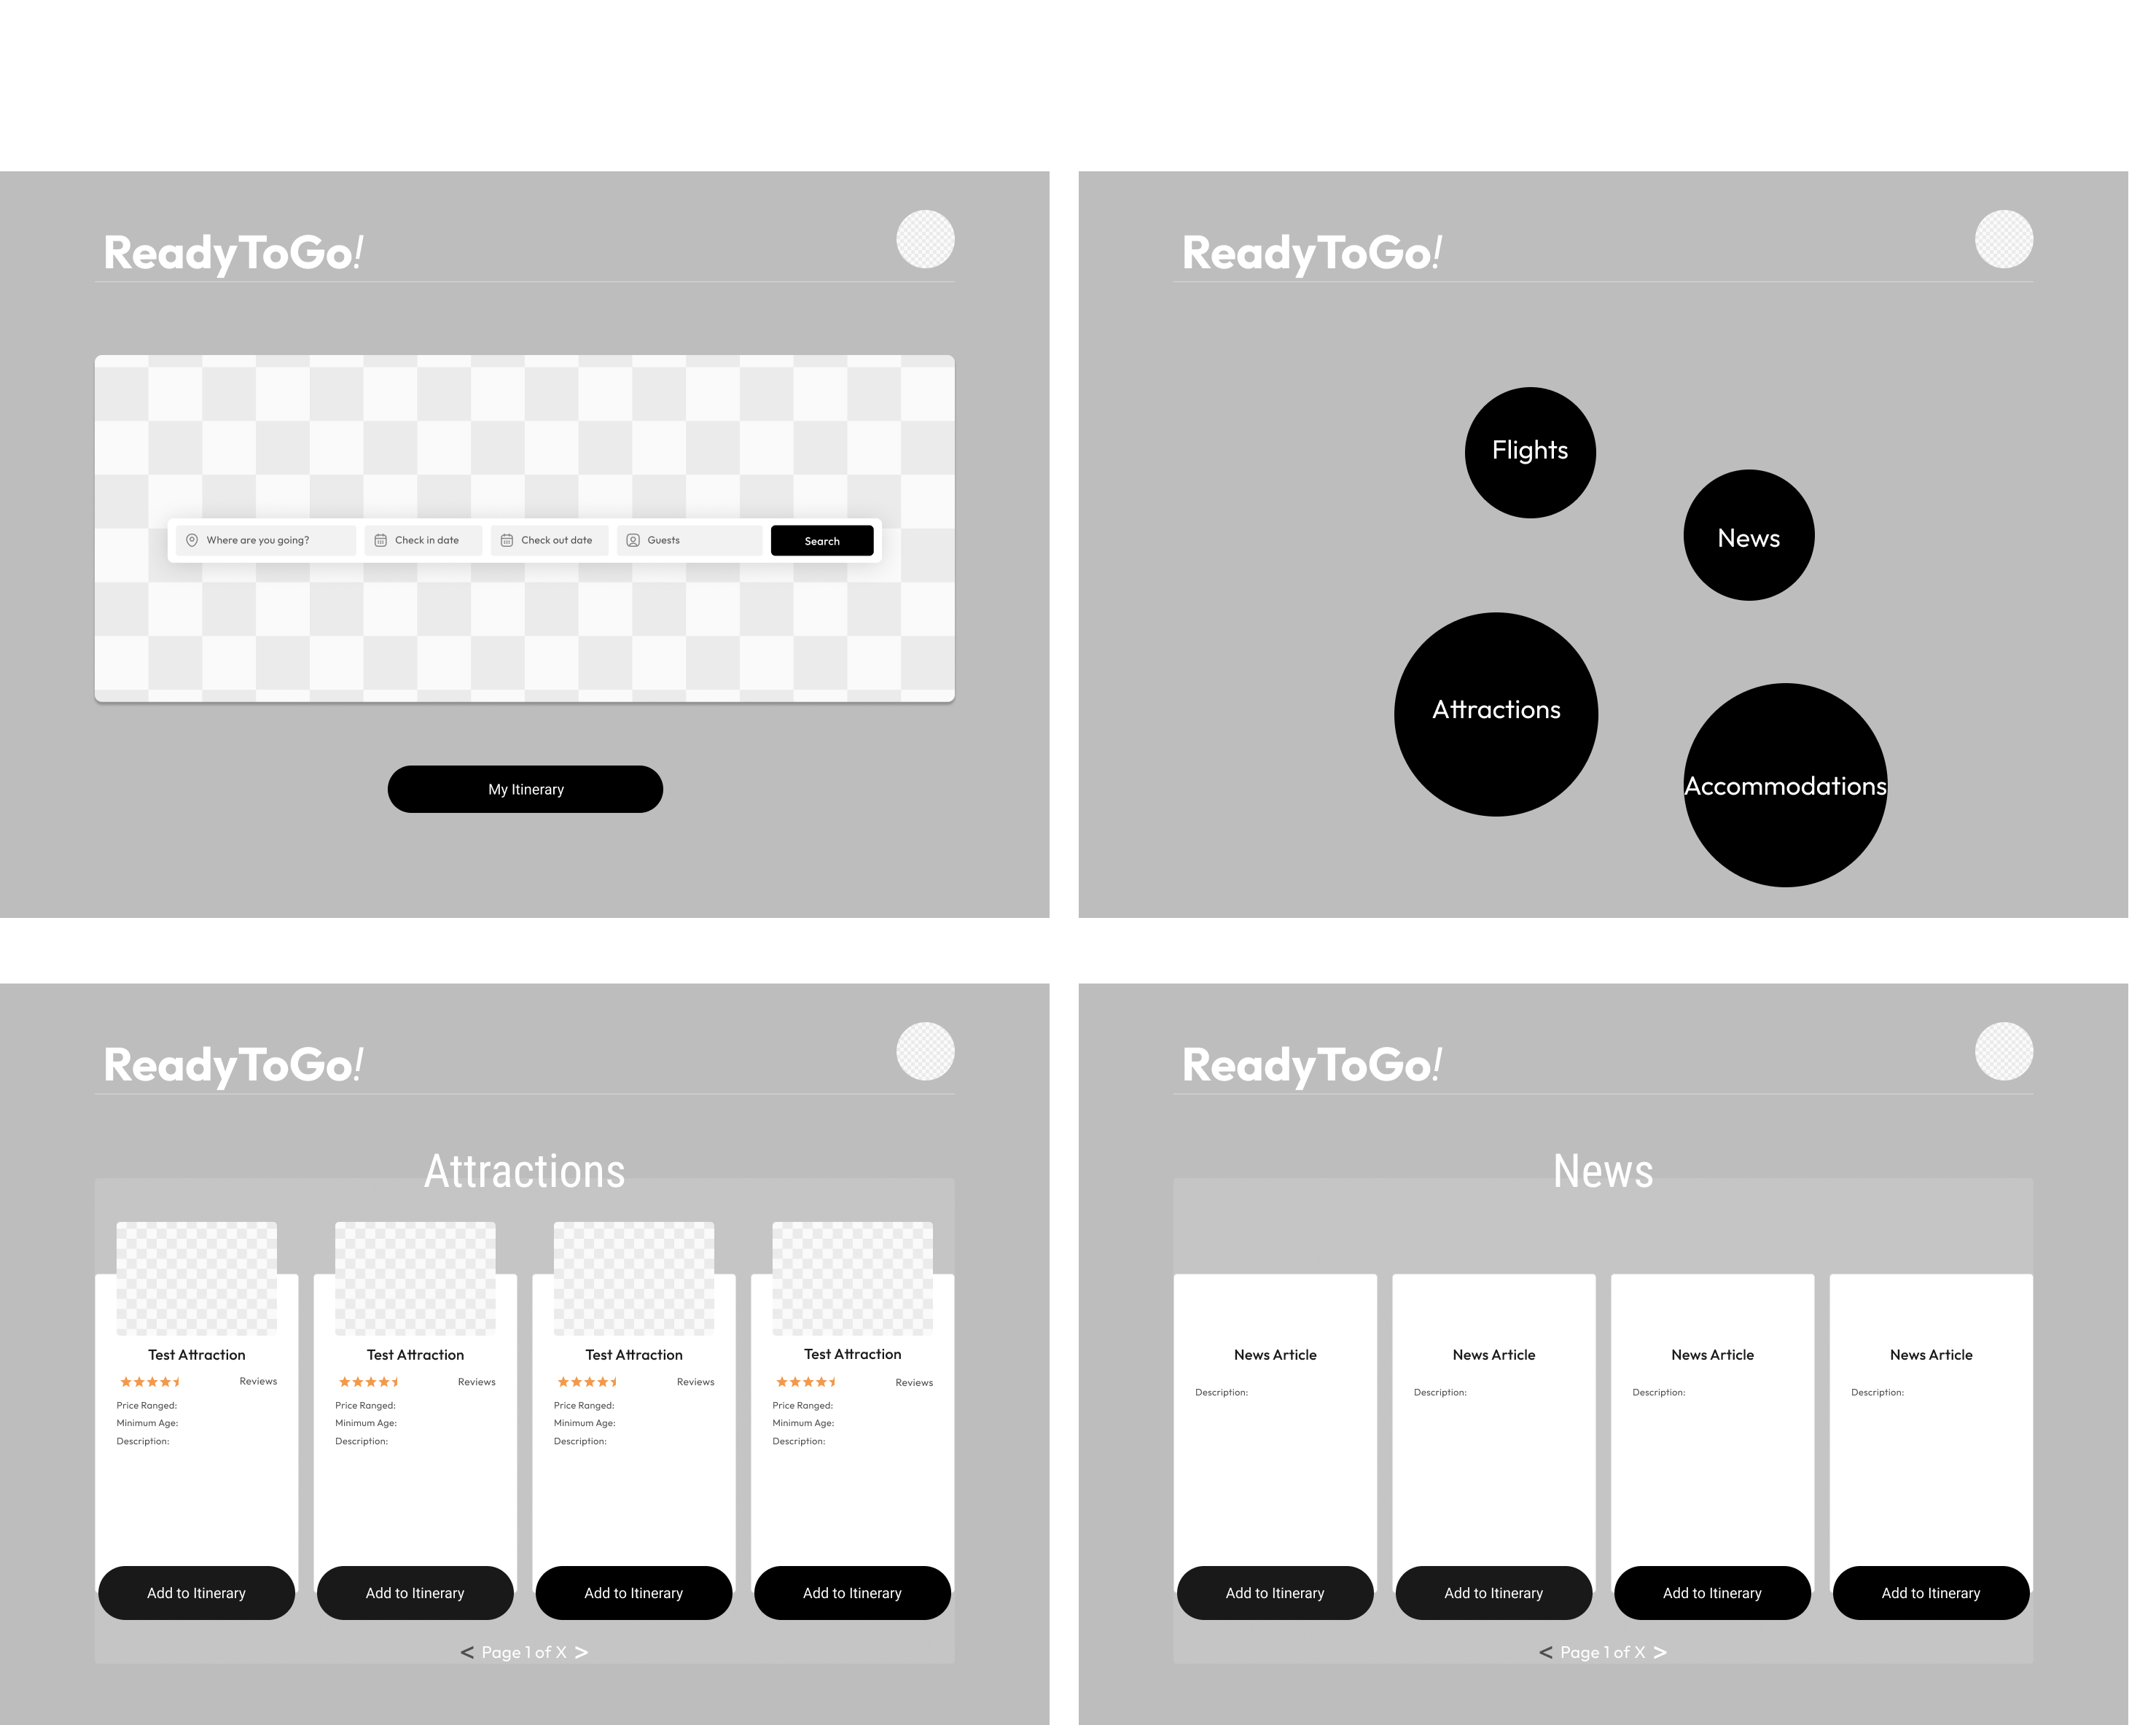 ReadyToGo!
Where are you going?
Check in date
Check out date
Guests
Search
My Itinerary
ReadyToGo!
Flights
News
Attractions
Accommodations
ReadyToGo!
Attractions
Test Attraction
Reviews
Price Ranged:
Minimum Age:
Description:
Add to Itinerary
Test Attraction
Reviews
Price Ranged:
Minimum Age:
Description:
Add to Itinerary
Test Attraction
Reviews
Price Ranged:
Minimum Age:
Description:
Add to Itinerary
Test Attraction
Reviews
Price Ranged:
Minimum Age:
Description:
Add to Itinerary
< Page 1 of X >
ReadyToGo!
News
News Article
Description:
Add to Itinerary
News Article
Description:
Add to Itinerary
News Article
Description:
Add to Itinerary
News Article
Description:
Add to Itinerary
< Page 1 of X >